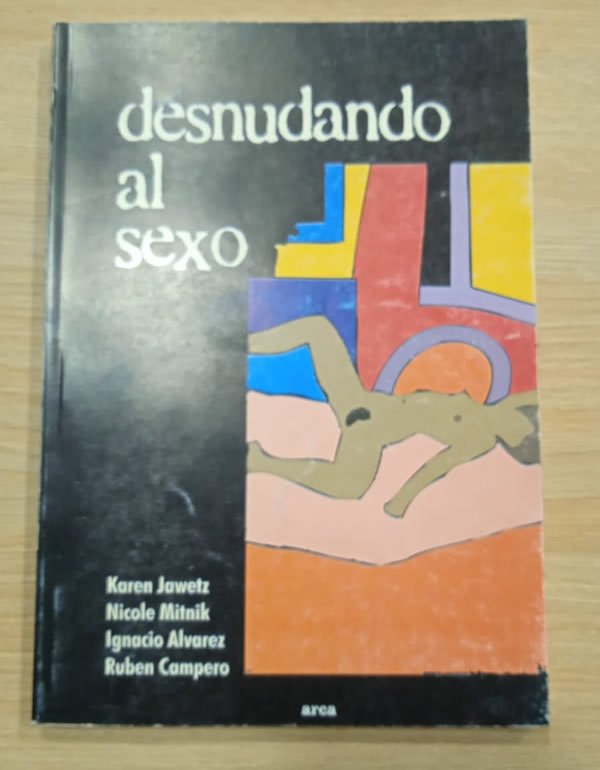 desnudando
al
sexo
Karen Jawetz
Nicole Mitnik
Ignacio Alvarez
Ruben Campero
arca